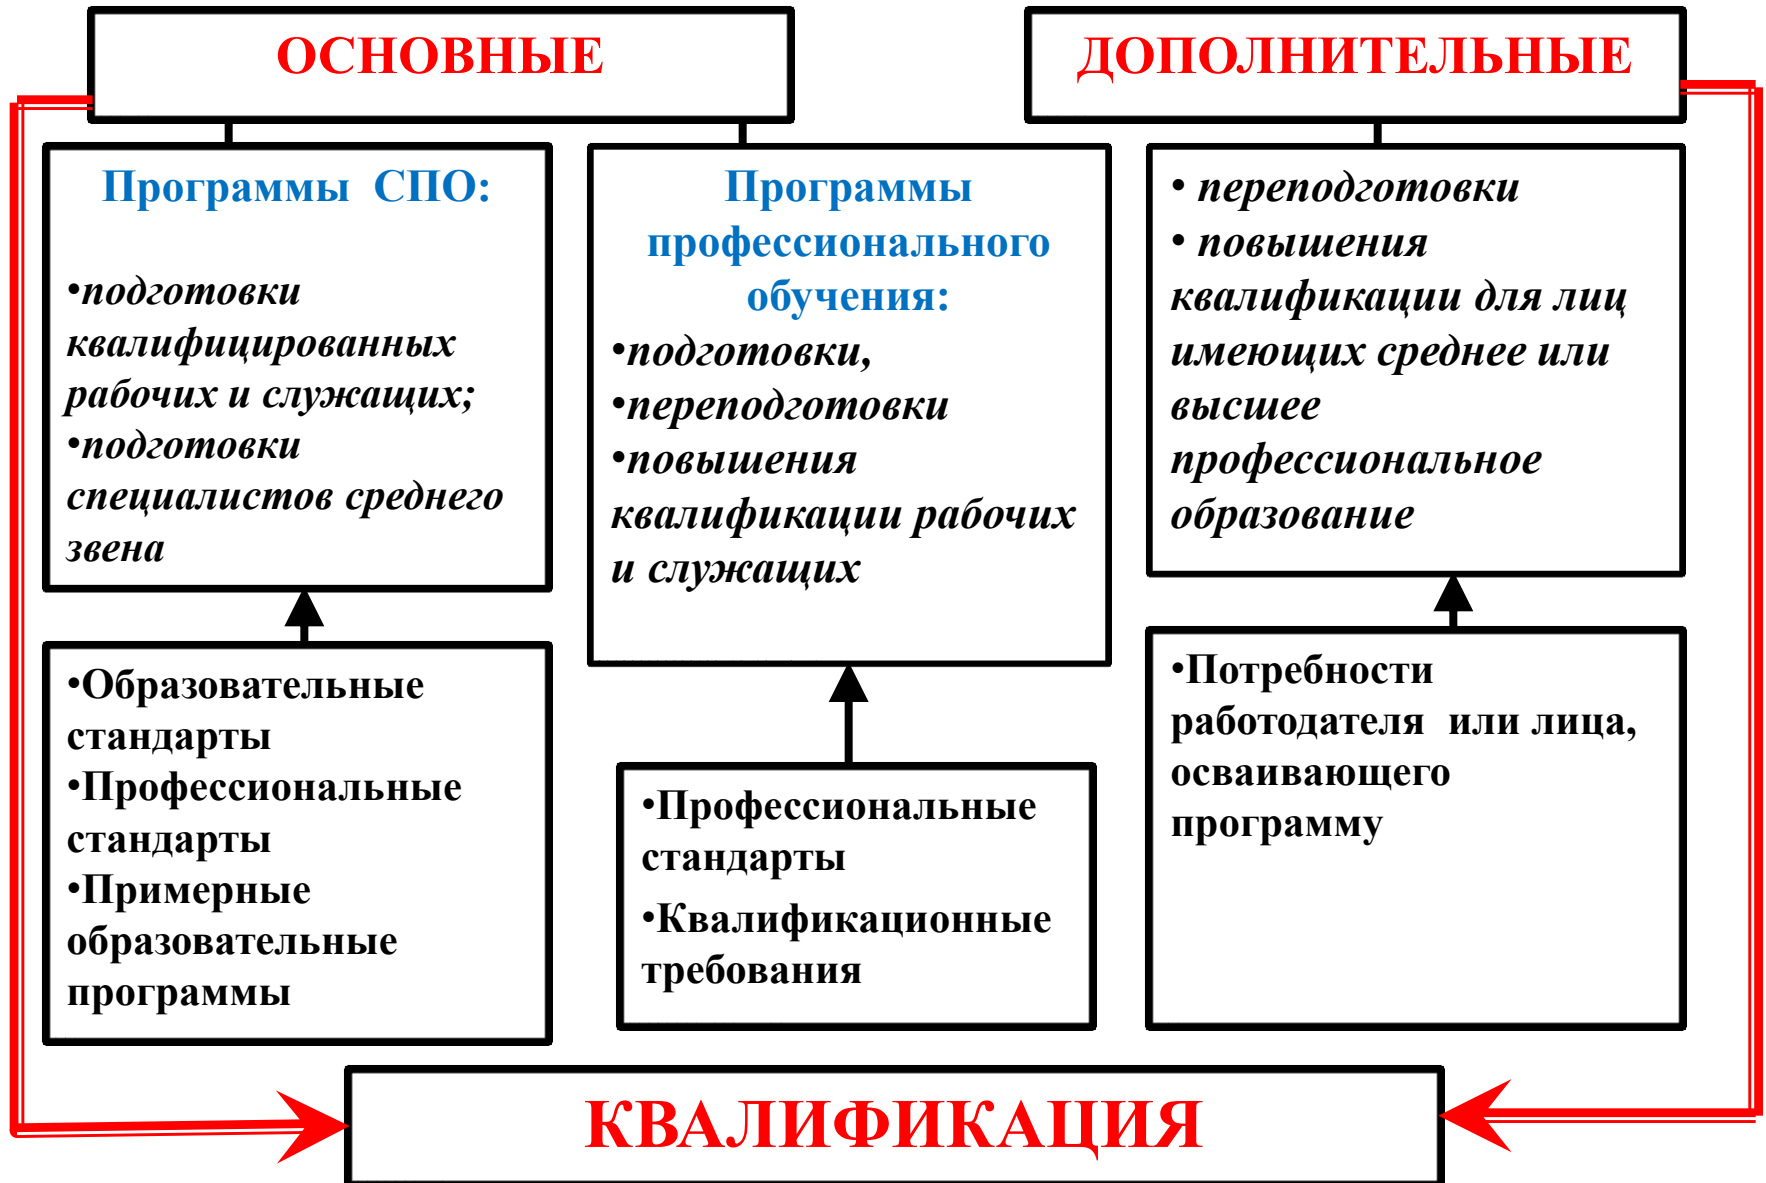 ОСНОВНЫЕ
ДОПОЛНИТЕЛЬНЫЕ
Программы СПО:
•подготовки
квалифицированных
рабочих и служащих;
•подготовки
специалистов среднего
звена
Программы
профессионального
обучения:
•подготовки,
•переподготовки
•повышения
квалификации рабочих
и служащих
• переподготовки
• повышения
квалификации для лиц
имеющих среднее или
высшее
профессиональное
образование
•Образовательные
стандарты
•Профессиональные
стандарты
•Примерные
образовательные
программы
•Профессиональные
стандарты
•Квалификационные
требования
•Потребности
работодателя или лица,
осваивающего
программу
КВАЛИФИКАЦИЯ